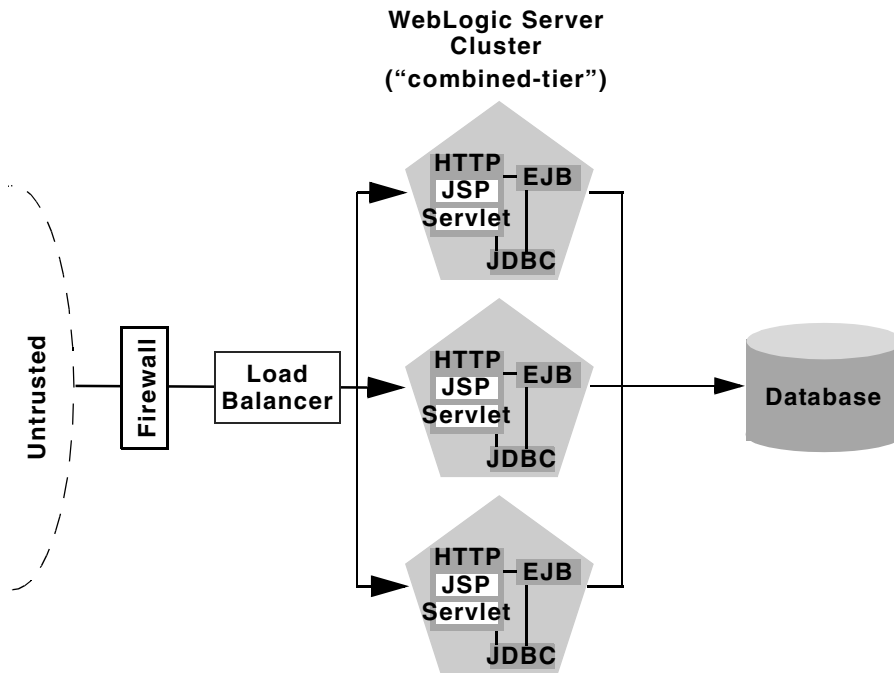 WebLogic Server
Cluster
(“combined-tier”)
HTTP
JSP
Servlet
EJB
JDBC
Untrusted
Firewall
Load
Balancer
HTTP
JSP
Servlet
EJB
JDBC
Database
HTTP
JSP
Servlet
EJB
JDBC